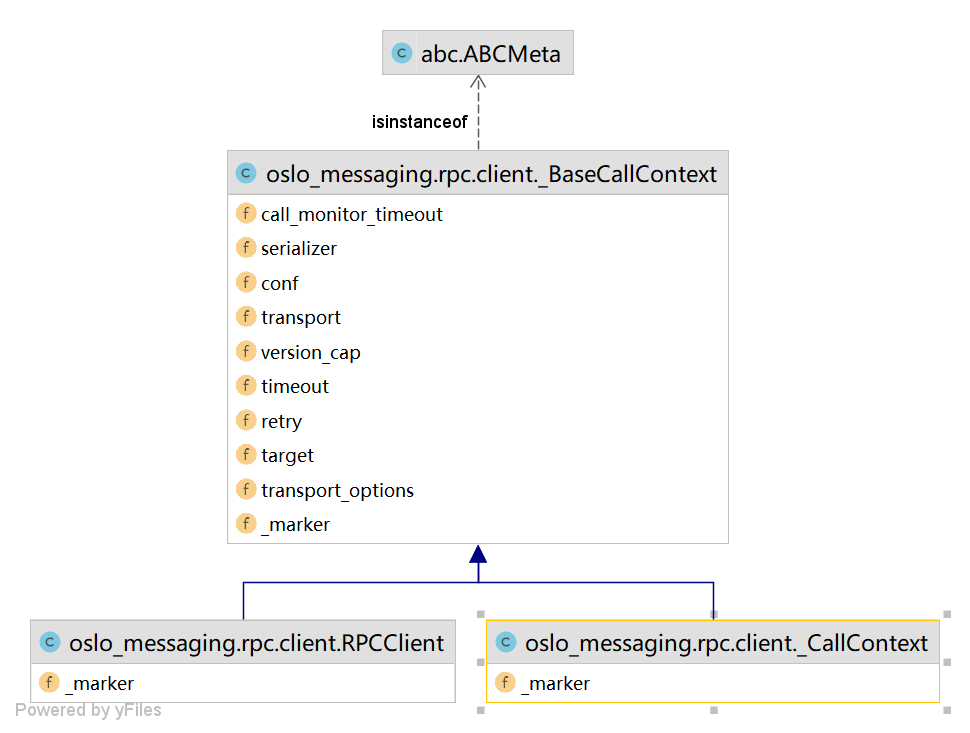 abc.ABCMeta
isinstanceof
oslo_messaging.rpc.client._BaseCallContext
call_monitor_timeout
serializer
conf
transport
version_cap
timeout
retry
target
transport_options
_marker
oslo_messaging.rpc.client.RPCClient
_marker
oslo_messaging.rpc.client._CallContext
_marker
Powered by yFiles